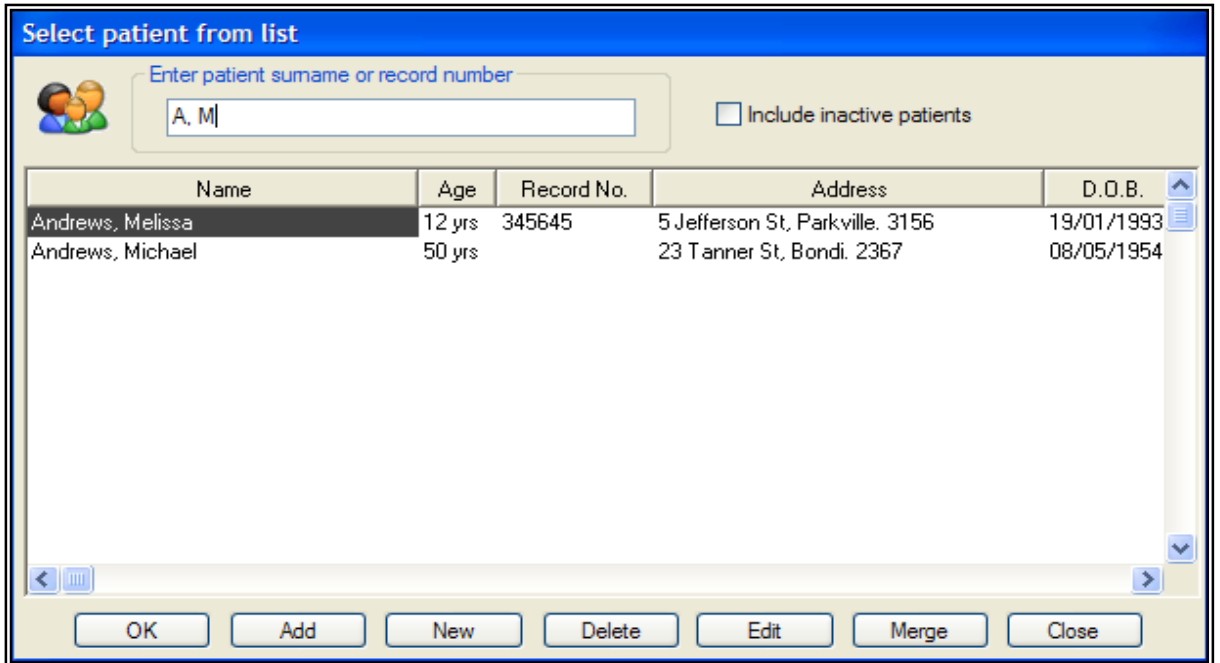 Select patient from list
Enter patient surname or record number
A, M
Include inactive patients
Name Age Record No. Address D.O.B.
Andrews, Melissa 12 yrs 345645 5 Jefferson St, Parkville. 3156 19/01/1993
Andrews, Michael 50 yrs 23 Tanner St, Bondi. 2367 08/05/1954
OK Add New Delete Edit Merge Close